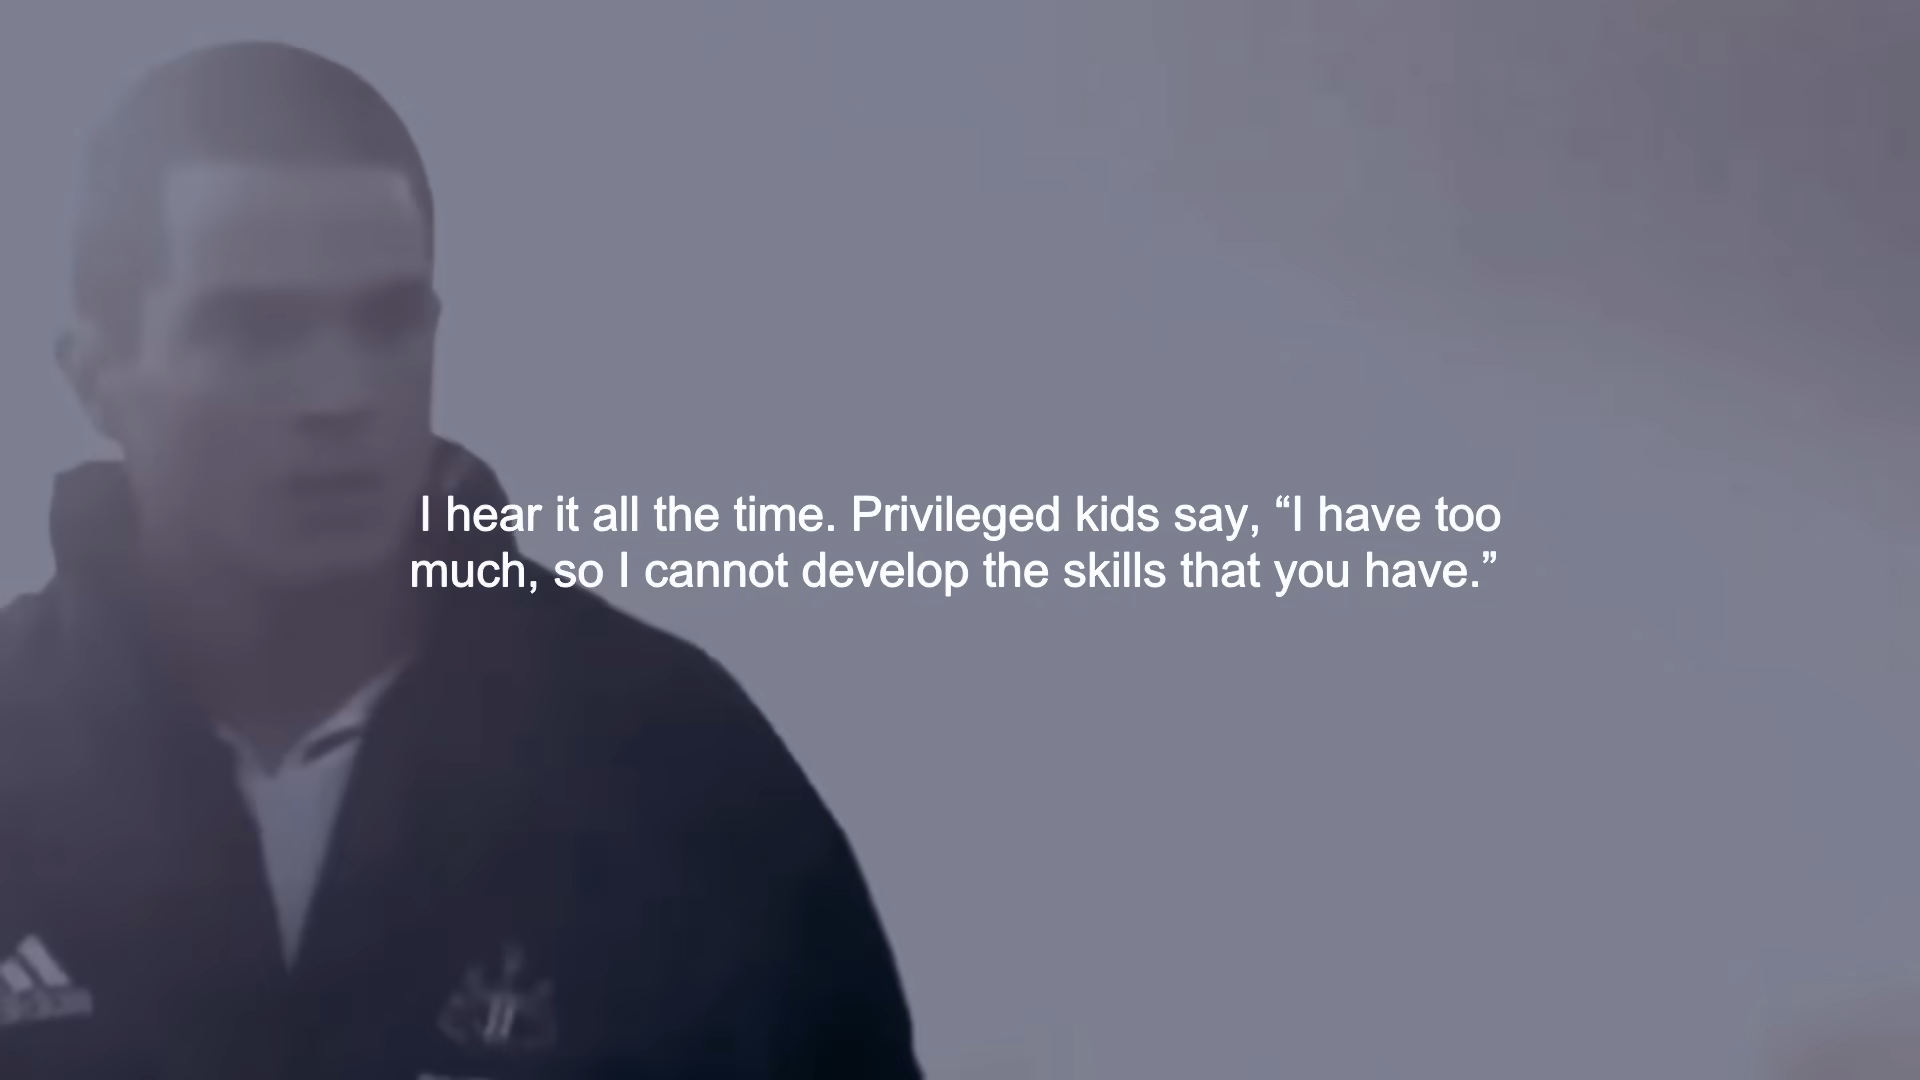 I hear it all the time. Privileged kids say, “I have too
much, so I cannot develop the skills that you have.”